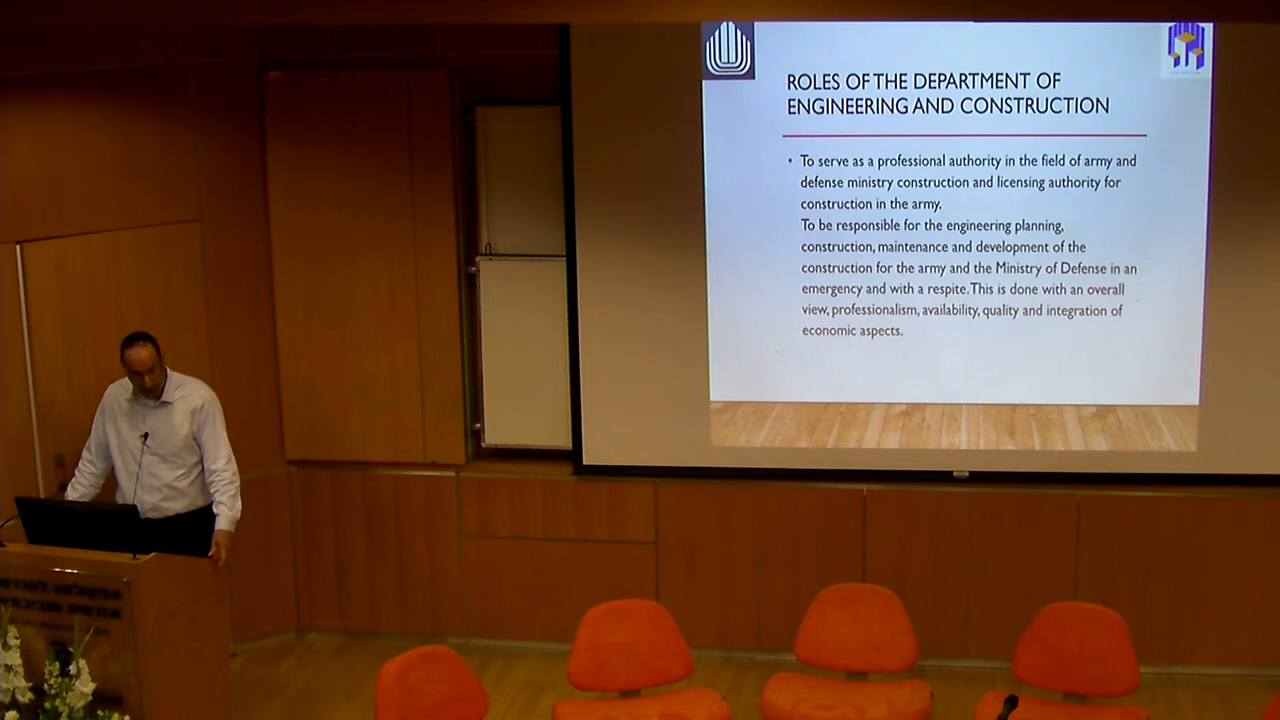 ROLES OF THE DEPARTMENT OF
ENGINEERING AND CONSTRUCTION
• To serve as a professional authority in the field of army and
defense ministry construction and licensing authority for
construction in the army.
To be responsible for the engineering planning,
construction, maintenance and development of the
construction for the army and the Ministry of Defense in an
emergency and with a respite. This is done with an overall
view, professionalism, availability, quality and integration of
economic aspects.
הפקולטה להנדסה